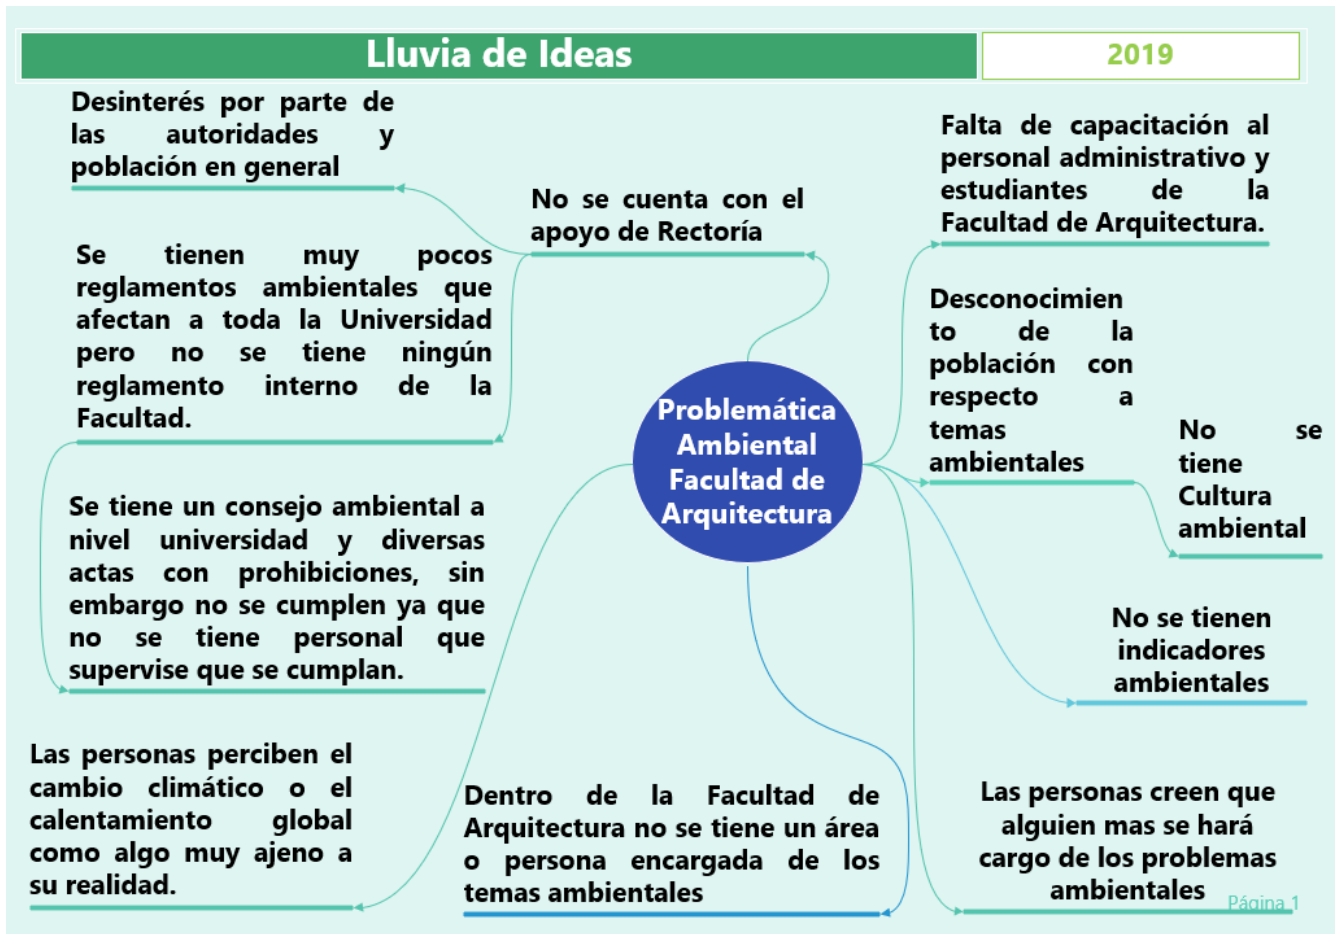 Lluvia de Ideas
2019
Desinterés por parte de
las autoridades y
población en general
No se cuenta con el
apoyo de Rectoría
Se tienen muy pocos
reglamentos ambientales que
afectan a toda la Universidad
pero no se tiene ningún
reglamento interno de la
Facultad.
Se tiene un consejo ambiental a
nivel universidad y diversas
actas con prohibiciones, sin
embargo no se cumplen ya que
no se tiene personal que
supervise que se cumplan.
Las personas perciben el
cambio climático o el
calentamiento global
como algo muy ajeno a
su realidad.
Problemática
Ambiental
Facultad de
Arquitectura
Dentro de la Facultad de
Arquitectura no se tiene un área
o persona encargada de los
temas ambientales
Falta de capacitación al
personal administrativo y
estudiantes de la
Facultad de Arquitectura.
Desconocimien
to de la
población con
respecto a
temas
ambientales
No se
tiene
Cultura
ambiental
No se tienen
indicadores
ambientales
Las personas creen que
alguien mas se hará
cargo de los problemas
ambientales
Página 1